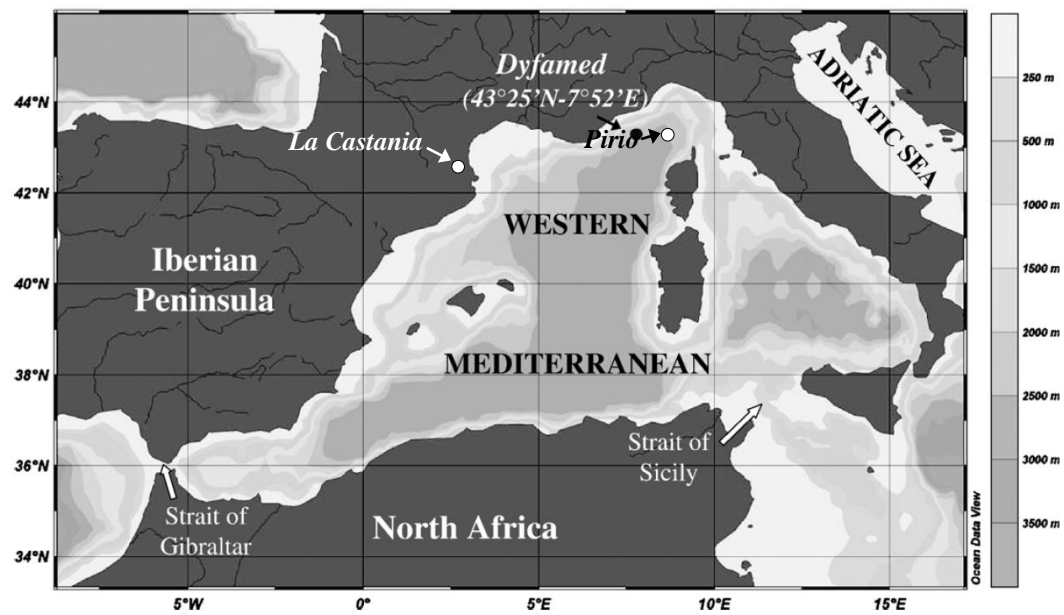 Dyfamed
(43°25’N-7°52’E)
Pirio
La Castania
ADRIATIC SEA
WESTERN
Iberian
Peninsula
MEDITERRANEAN
Strait of
Sicily
Strait of
Gibraltar
North Africa
44°N
42°N
40°N
38°N
36°N
34°N
5°W
0°
5°E
10°E
15°E
250 m
500 m
1000 m
1500 m
2000 m
2500 m
3000 m
3500 m
Ocean Data View